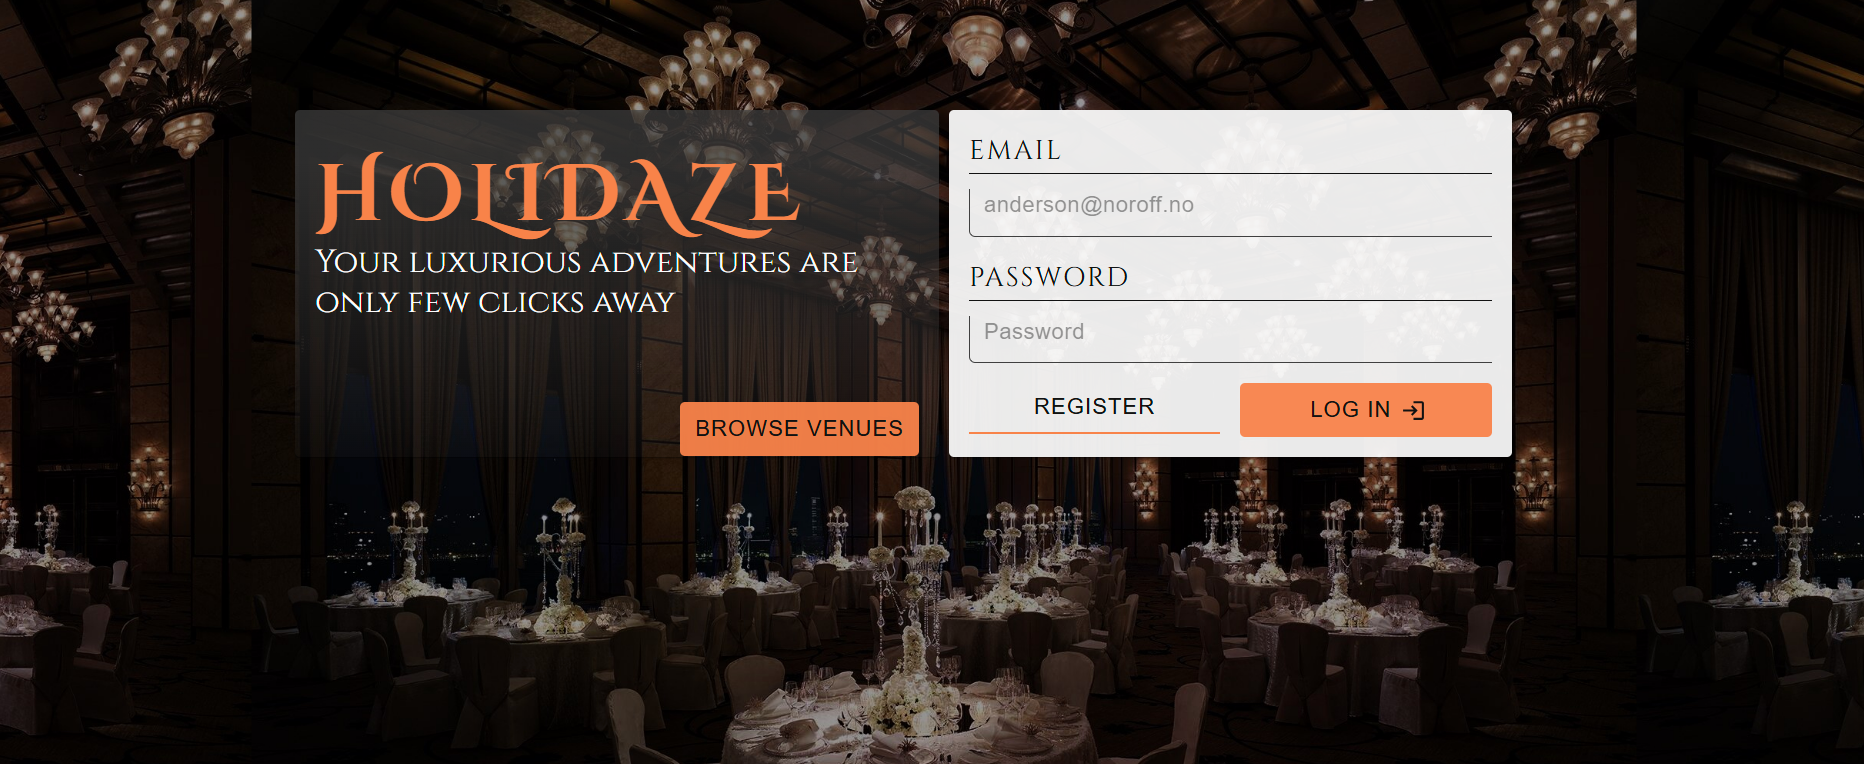 HOLIDAZE
Your luxurious adventures are
only few clicks away
BROWSE VENUES
EMAIL
anderson@noroff.no
PASSWORD
Password
REGISTER
LOG IN